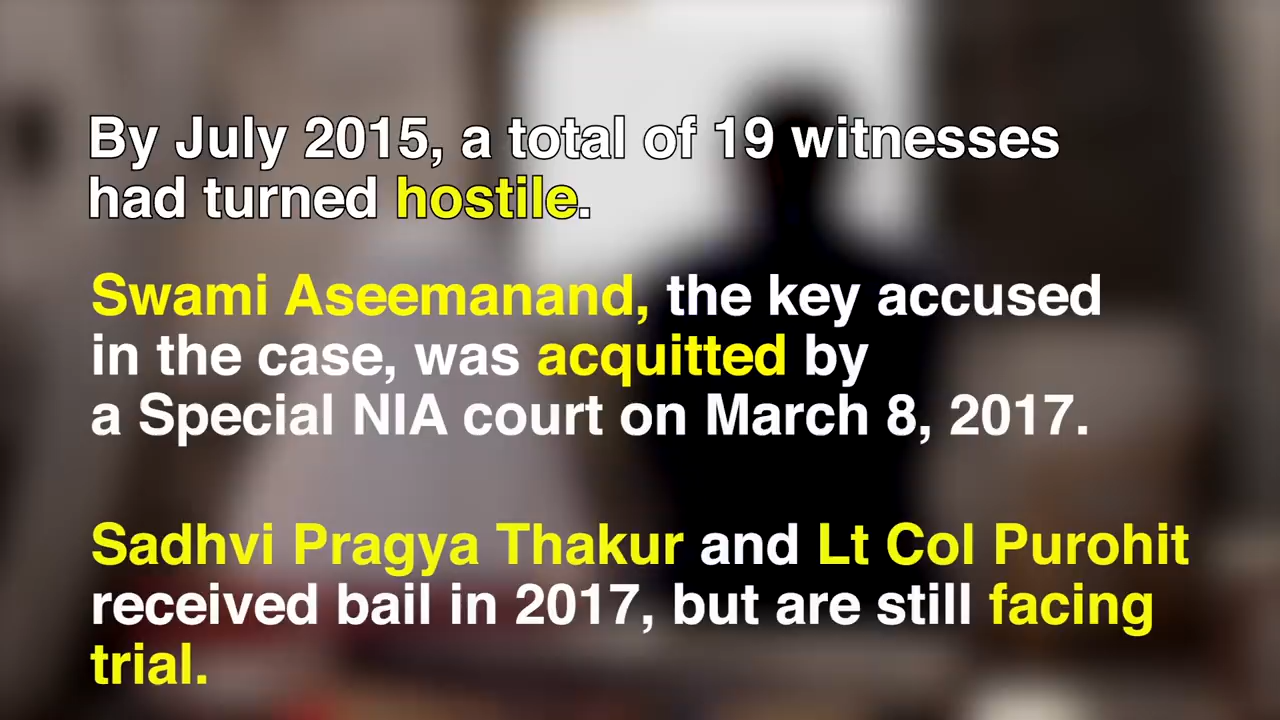 By July 2015, a total of 19 witnesses
had turned hostile.
Swami Aseemanand, the key accused
in the case, was acquitted by
a Special NIA court on March 8, 2017.
Sadhvi Pragya Thakur and Lt Col Purohit
received bail in 2017, but are still facing
trial.